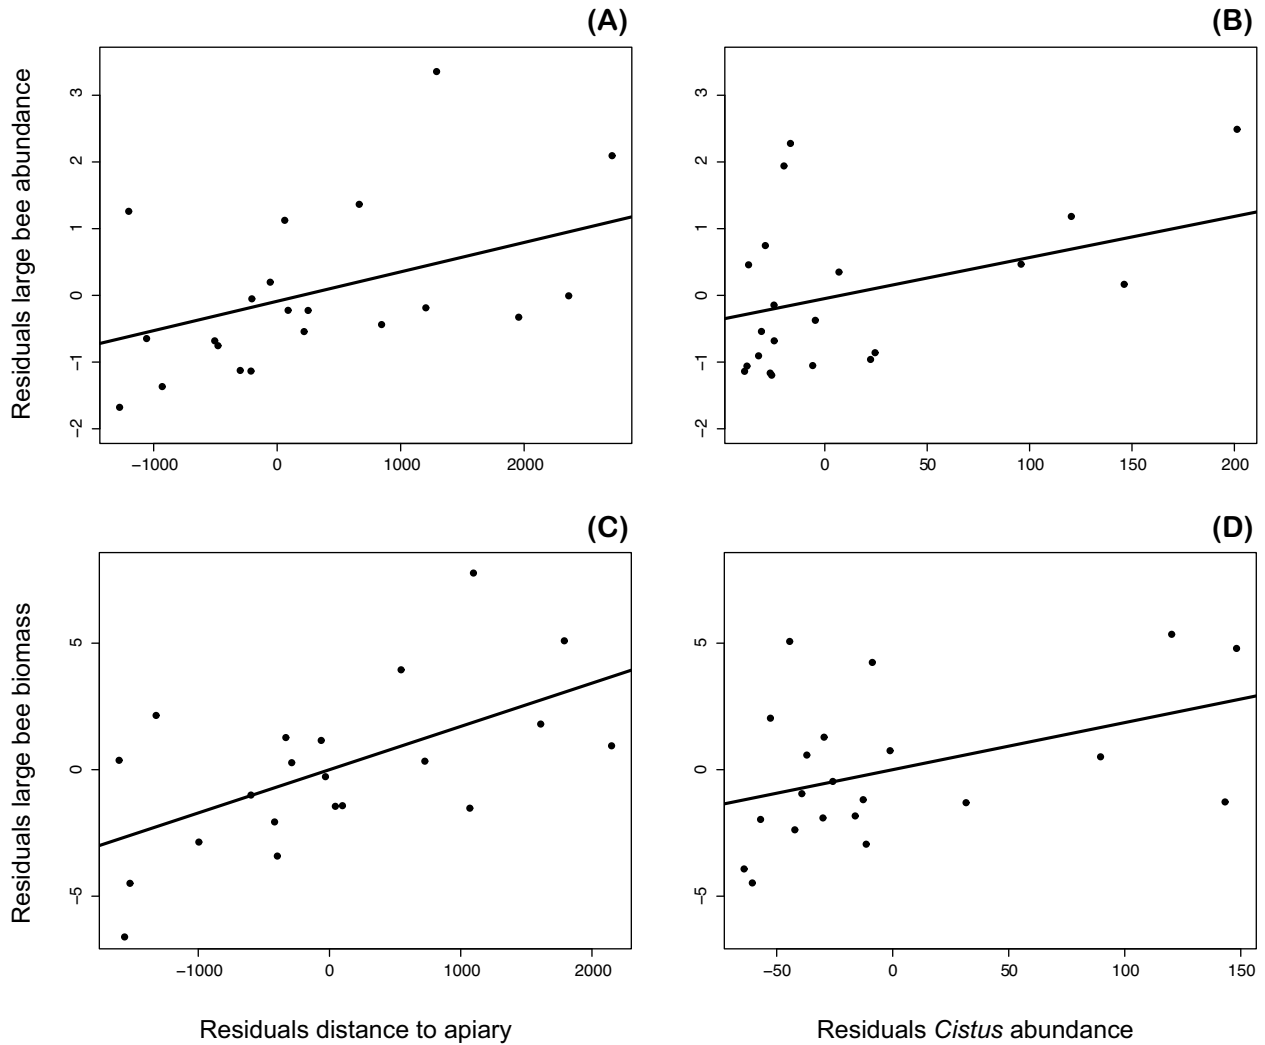 (A)
Residuals large bee abundance
3
2
1
0
−1
−2
−1000 0 1000 2000
(B)
3
2
1
0
−1
−2
0 50 100 150 200
(C)
Residuals large bee biomass
5
0
−5
−1000 0 1000 2000
Residuals distance to apiary
(D)
5
0
−5
−50 0 50 100 150
Residuals Cistus abundance